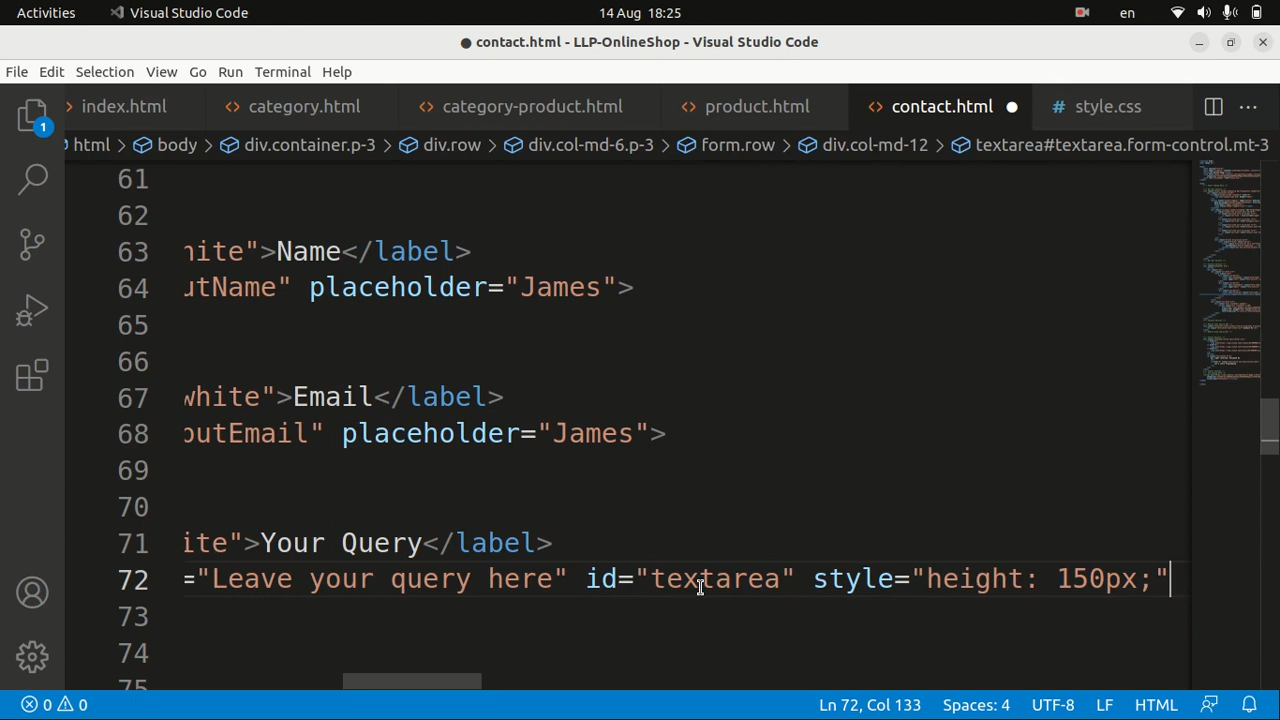 Activities Visual Studio Code 14 Aug 18:25 en
● contact.html - LLP-OnlineShop - Visual Studio Code
File Edit Selection View Go Run Terminal Help
index.html category.html category-product.html product.html contact.html # style.css
html > body > div.container.p-3 > div.row > div.col-md-6.p-3 > form.row > div.col-md-12 > textarea#textarea.form-control.mt-3
1
61
62
63 hite">Name</label>
64 utName" placeholder="James">
65
66
67 white">Email</label>
68 outEmail" placeholder="James">
69
70
71 ite">Your Query</label>
72 ="Leave your query here" id="textarea" style="height: 150px;"
73
74
75
0 0 Ln 72, Col 133 Spaces: 4 UTF-8 LF HTML